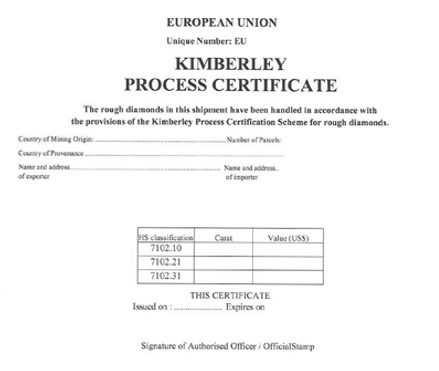 EUROPEAN UNION
Unique Number: EU
KIMBERLEY
PROCESS CERTIFICATE
The rough diamonds in this shipment have been handled in accordance with
the provisions of the Kimberley Process Certification Scheme for rough diamonds.
Country of Mining Origin: ........................................ Number of Parcels:
Country of Provenance ............................................................
Name and address................................................ Name and address..
of exporter of importer
HS classification Carat Value (US$)
7102.10
7102.21
7102.31
THIS CERTIFICATE
Issued on : ...................... Expires on
Signature of Authorised Officer / OfficialStamp